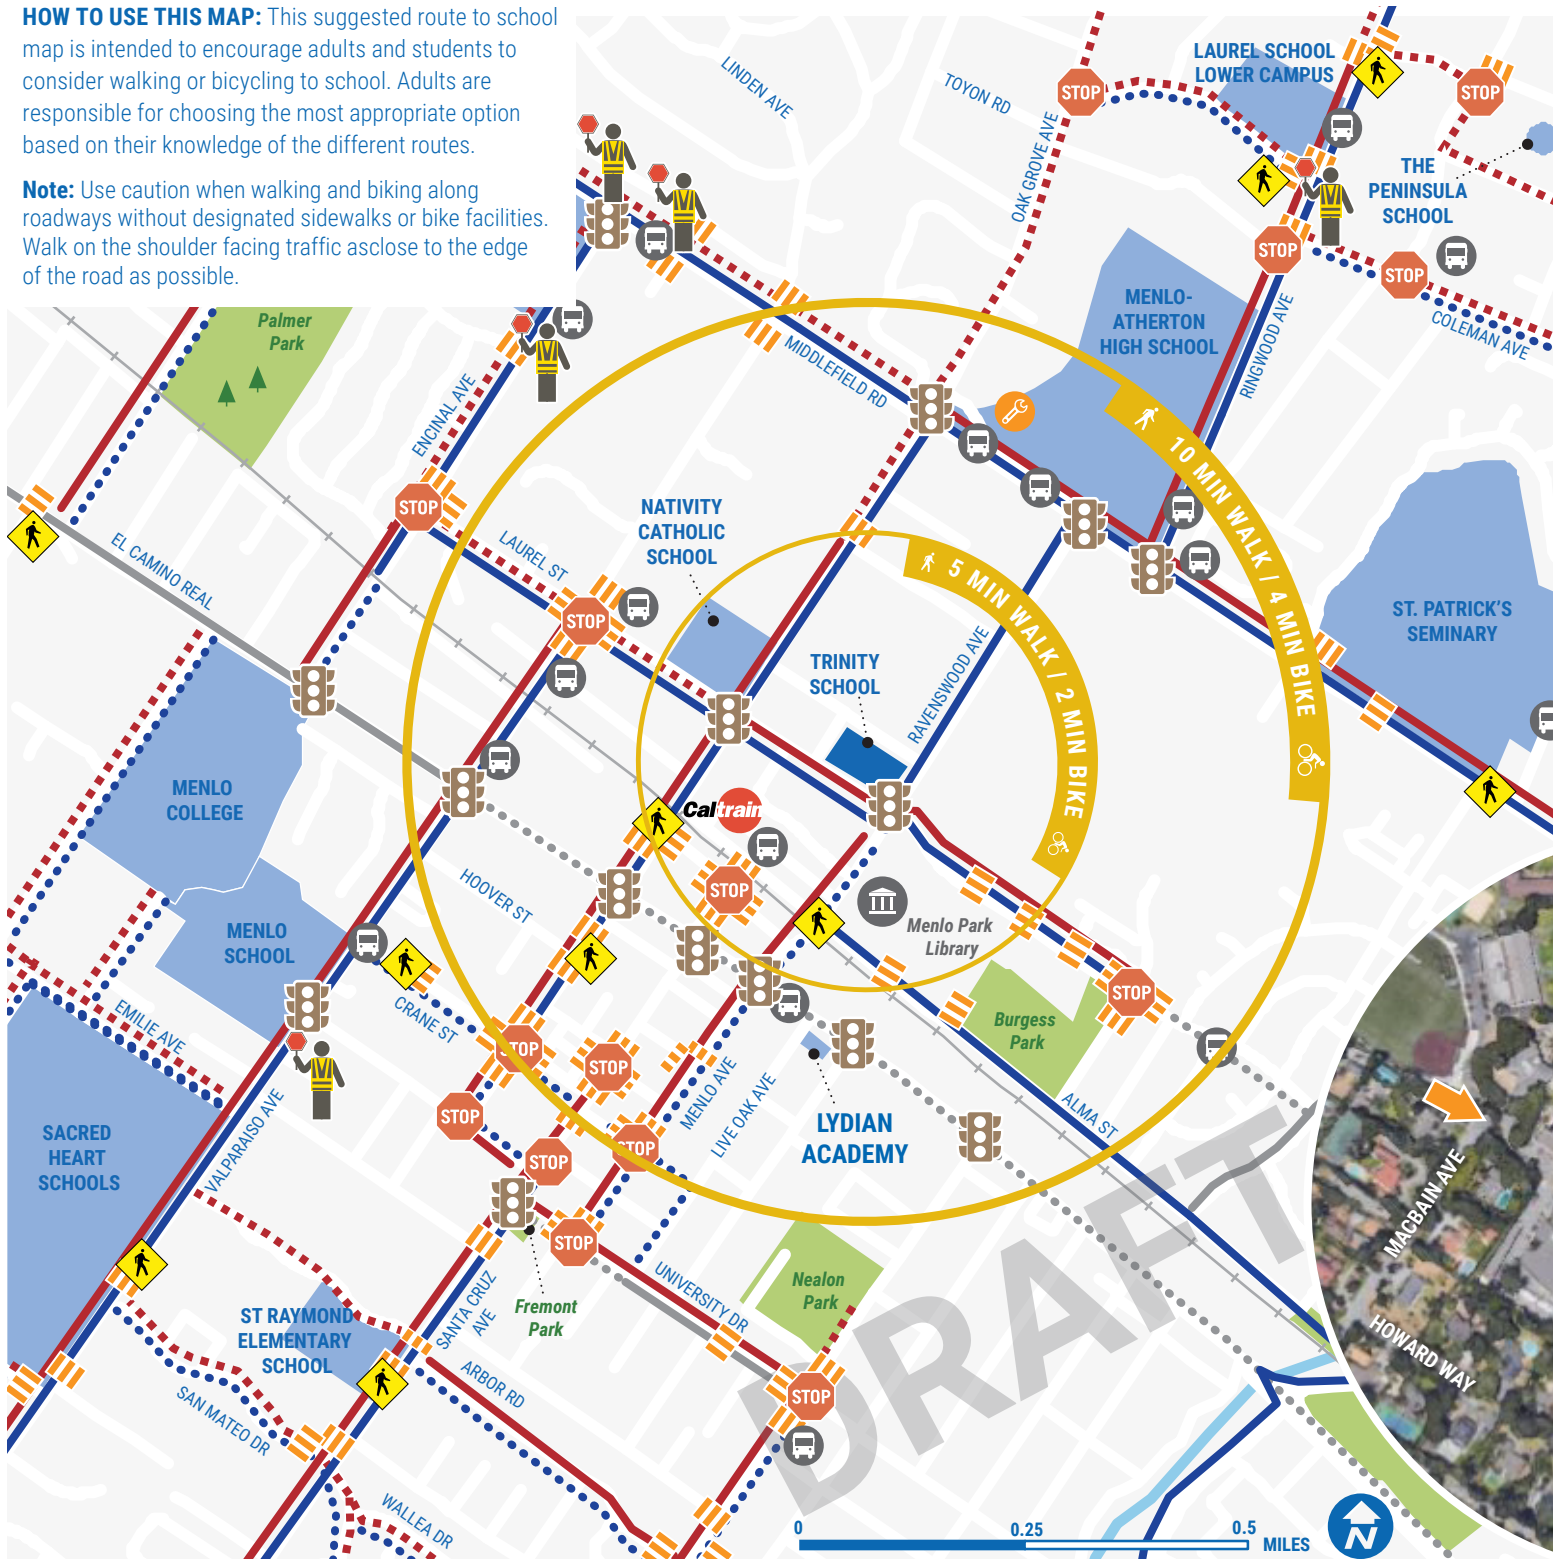 HOW TO USE THIS MAP: This suggested route to school
map is intended to encourage adults and students to
consider walking or bicycling to school. Adults are
responsible for choosing the most appropriate option
based on their knowledge of the different routes.
Note: Use caution when walking and biking along
roadways without designated sidewalks or bike facilities.
Walk on the shoulder facing traffic asclose to the edge
of the road as possible.
LINDEN AVE
TOYON RD
OAK GROVE AVE
STOP
LAUREL SCHOOL
LOWER CAMPUS
STOP
THE
PENINSULA
SCHOOL
STOP
STOP
COLEMAN AVE
RINGWOOD AVE
MENLO-
ATHERTON
HIGH SCHOOL
MIDDLEFIELD RD
Palmer
Park
ENCINAL AVE
STOP
EL CAMINO REAL
LAUREL ST
STOP
NATIVITY
CATHOLIC
SCHOOL
10 MIN WALK / 4 MIN BIKE
5 MIN WALK / 2 MIN BIKE
TRINITY
SCHOOL
RAVENSWOOD AVE
ST. PATRICK'S
SEMINARY
MENLO
COLLEGE
Caltrain
STOP
HOOVER ST
Menlo Park
Library
MENLO
SCHOOL
CRANE ST
EMILIE AVE
STOP
Burgess
Park
STOP
STOP
STOP
STOP
STOP
STOP
MENLO AVE
LIVE OAK AVE
LYDIAN
ACADEMY
ALMA ST
VALPARAISO AVE
SACRED
HEART
SCHOOLS
MACBAIN AVE
HOWARD WAY
UNIVERSITY DR
Nealon
Park
SANTA CRUZ
AVE
Fremont
Park
ST RAYMOND
ELEMENTARY
SCHOOL
ARBOR RD
STOP
SAN MATEO DR
WALLEA DR
DRAFT
0
0.25
0.5
MILES
N